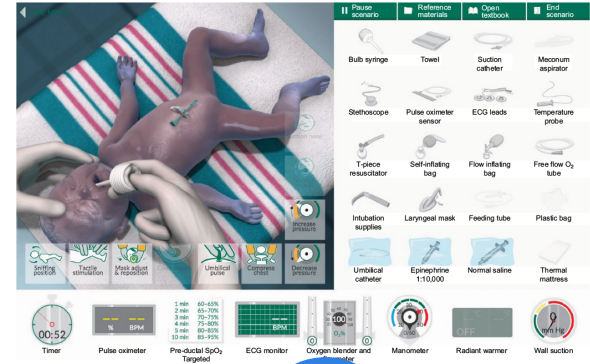 Pause scenario
Reference materials
Open textbook
End scenario
Bulb syringe
Towel
Suction catheter
Meconum aspirator
Stethoscope
Pulse oximeter sensor
ECG leads
Temperature probe
T-piece resuscitator
Self-inflating bag
Flow inflating bag
Free flow O₂ tube
Intubation supplies
Laryngeal mask
Feeding tube
Plastic bag
Umbilical catheter
Epinephrine 1:10,000
Normal saline
Thermal mattress
Increase pressure
Sniffing position
Tactile stimulation
Mask adjust & reposition
Umbilical pulse
Compress chest
Decrease pressure
00:52
Timer
--- ---
% BPM
Pulse oximeter
1 min 60–65%
2 min 65–70%
3 min 70–75%
4 min 75–80%
5 min 80–85%
10 min 85–95%
Pre-ductal SpO₂ Targeted
---
BPM
ECG monitor
100
O₂%
Oxygen blender and
Manometer
OFF
Radiant warmer
mm Hg
Wall suction